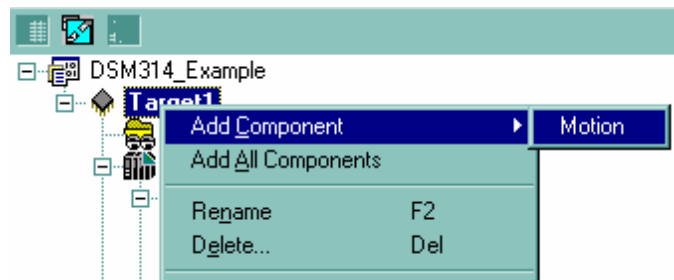 DSM314_Example
Target1
Add Component Motion
Add All Components
Rename F2
Delete... Del